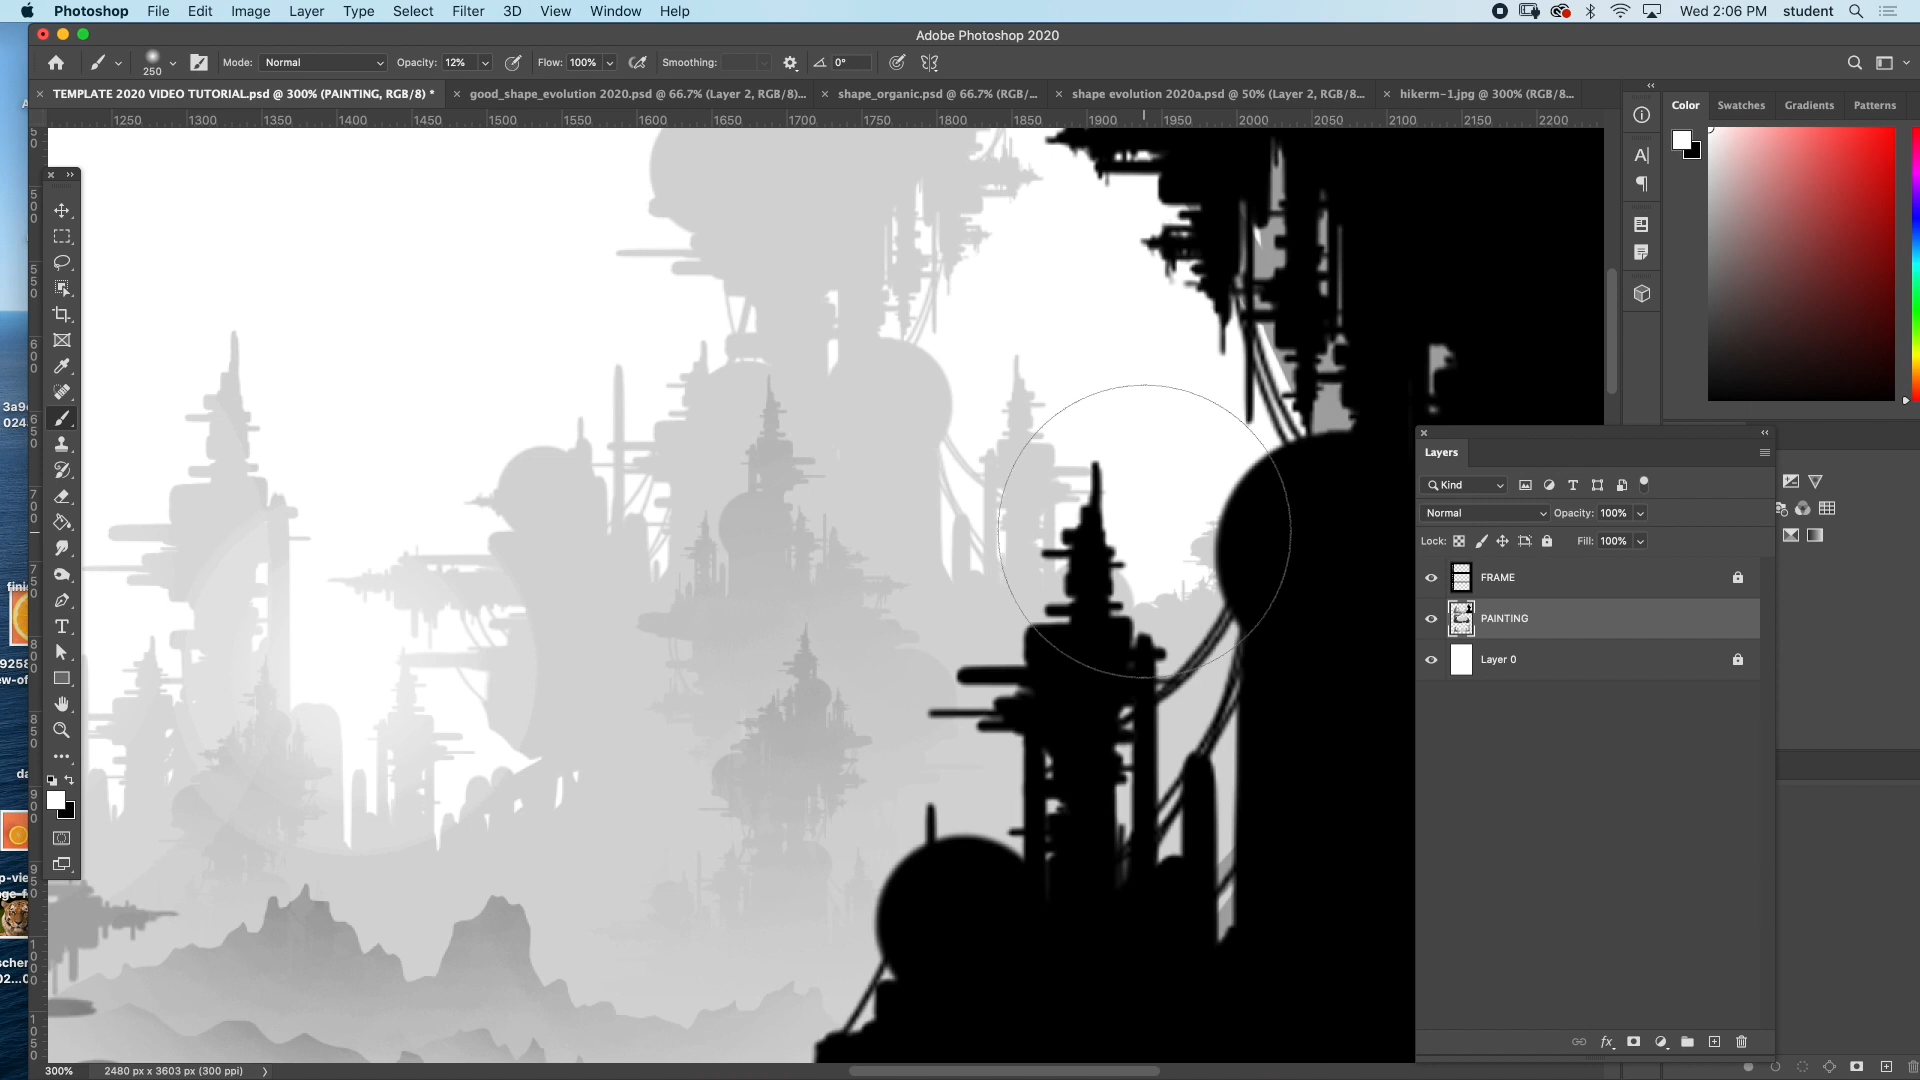 Photoshop File Edit Image Layer Type Select Filter 3D View Window Help Wed 2:06 PM student
Adobe Photoshop 2020
250 Mode: Normal Opacity: 12% Flow: 100% Smoothing: 0°
TEMPLATE 2020 VIDEO TUTORIAL.psd @ 300% (PAINTING, RGB/8) * good_shape_evolution 2020.psd @ 66.7% (Layer 2, RGB/8)... shape_organic.psd @ 66.7% (RGB/... shape evolution 2020a.psd @ 50% (Layer 2, RGB/8... hikerm-1.jpg @ 300% (RGB/8...
Color Swatches Gradients Patterns
1250 1300 1350 1400 1450 1500 1550 1600 1650 1700 1750 1800 1850 1900 1950 2000 2050 2100 2150 2200
Layers
Kind
Normal Opacity: 100%
Lock: Fill: 100%
FRAME
PAINTING
Layer 0
300% 2480 px x 3603 px (300 ppi)